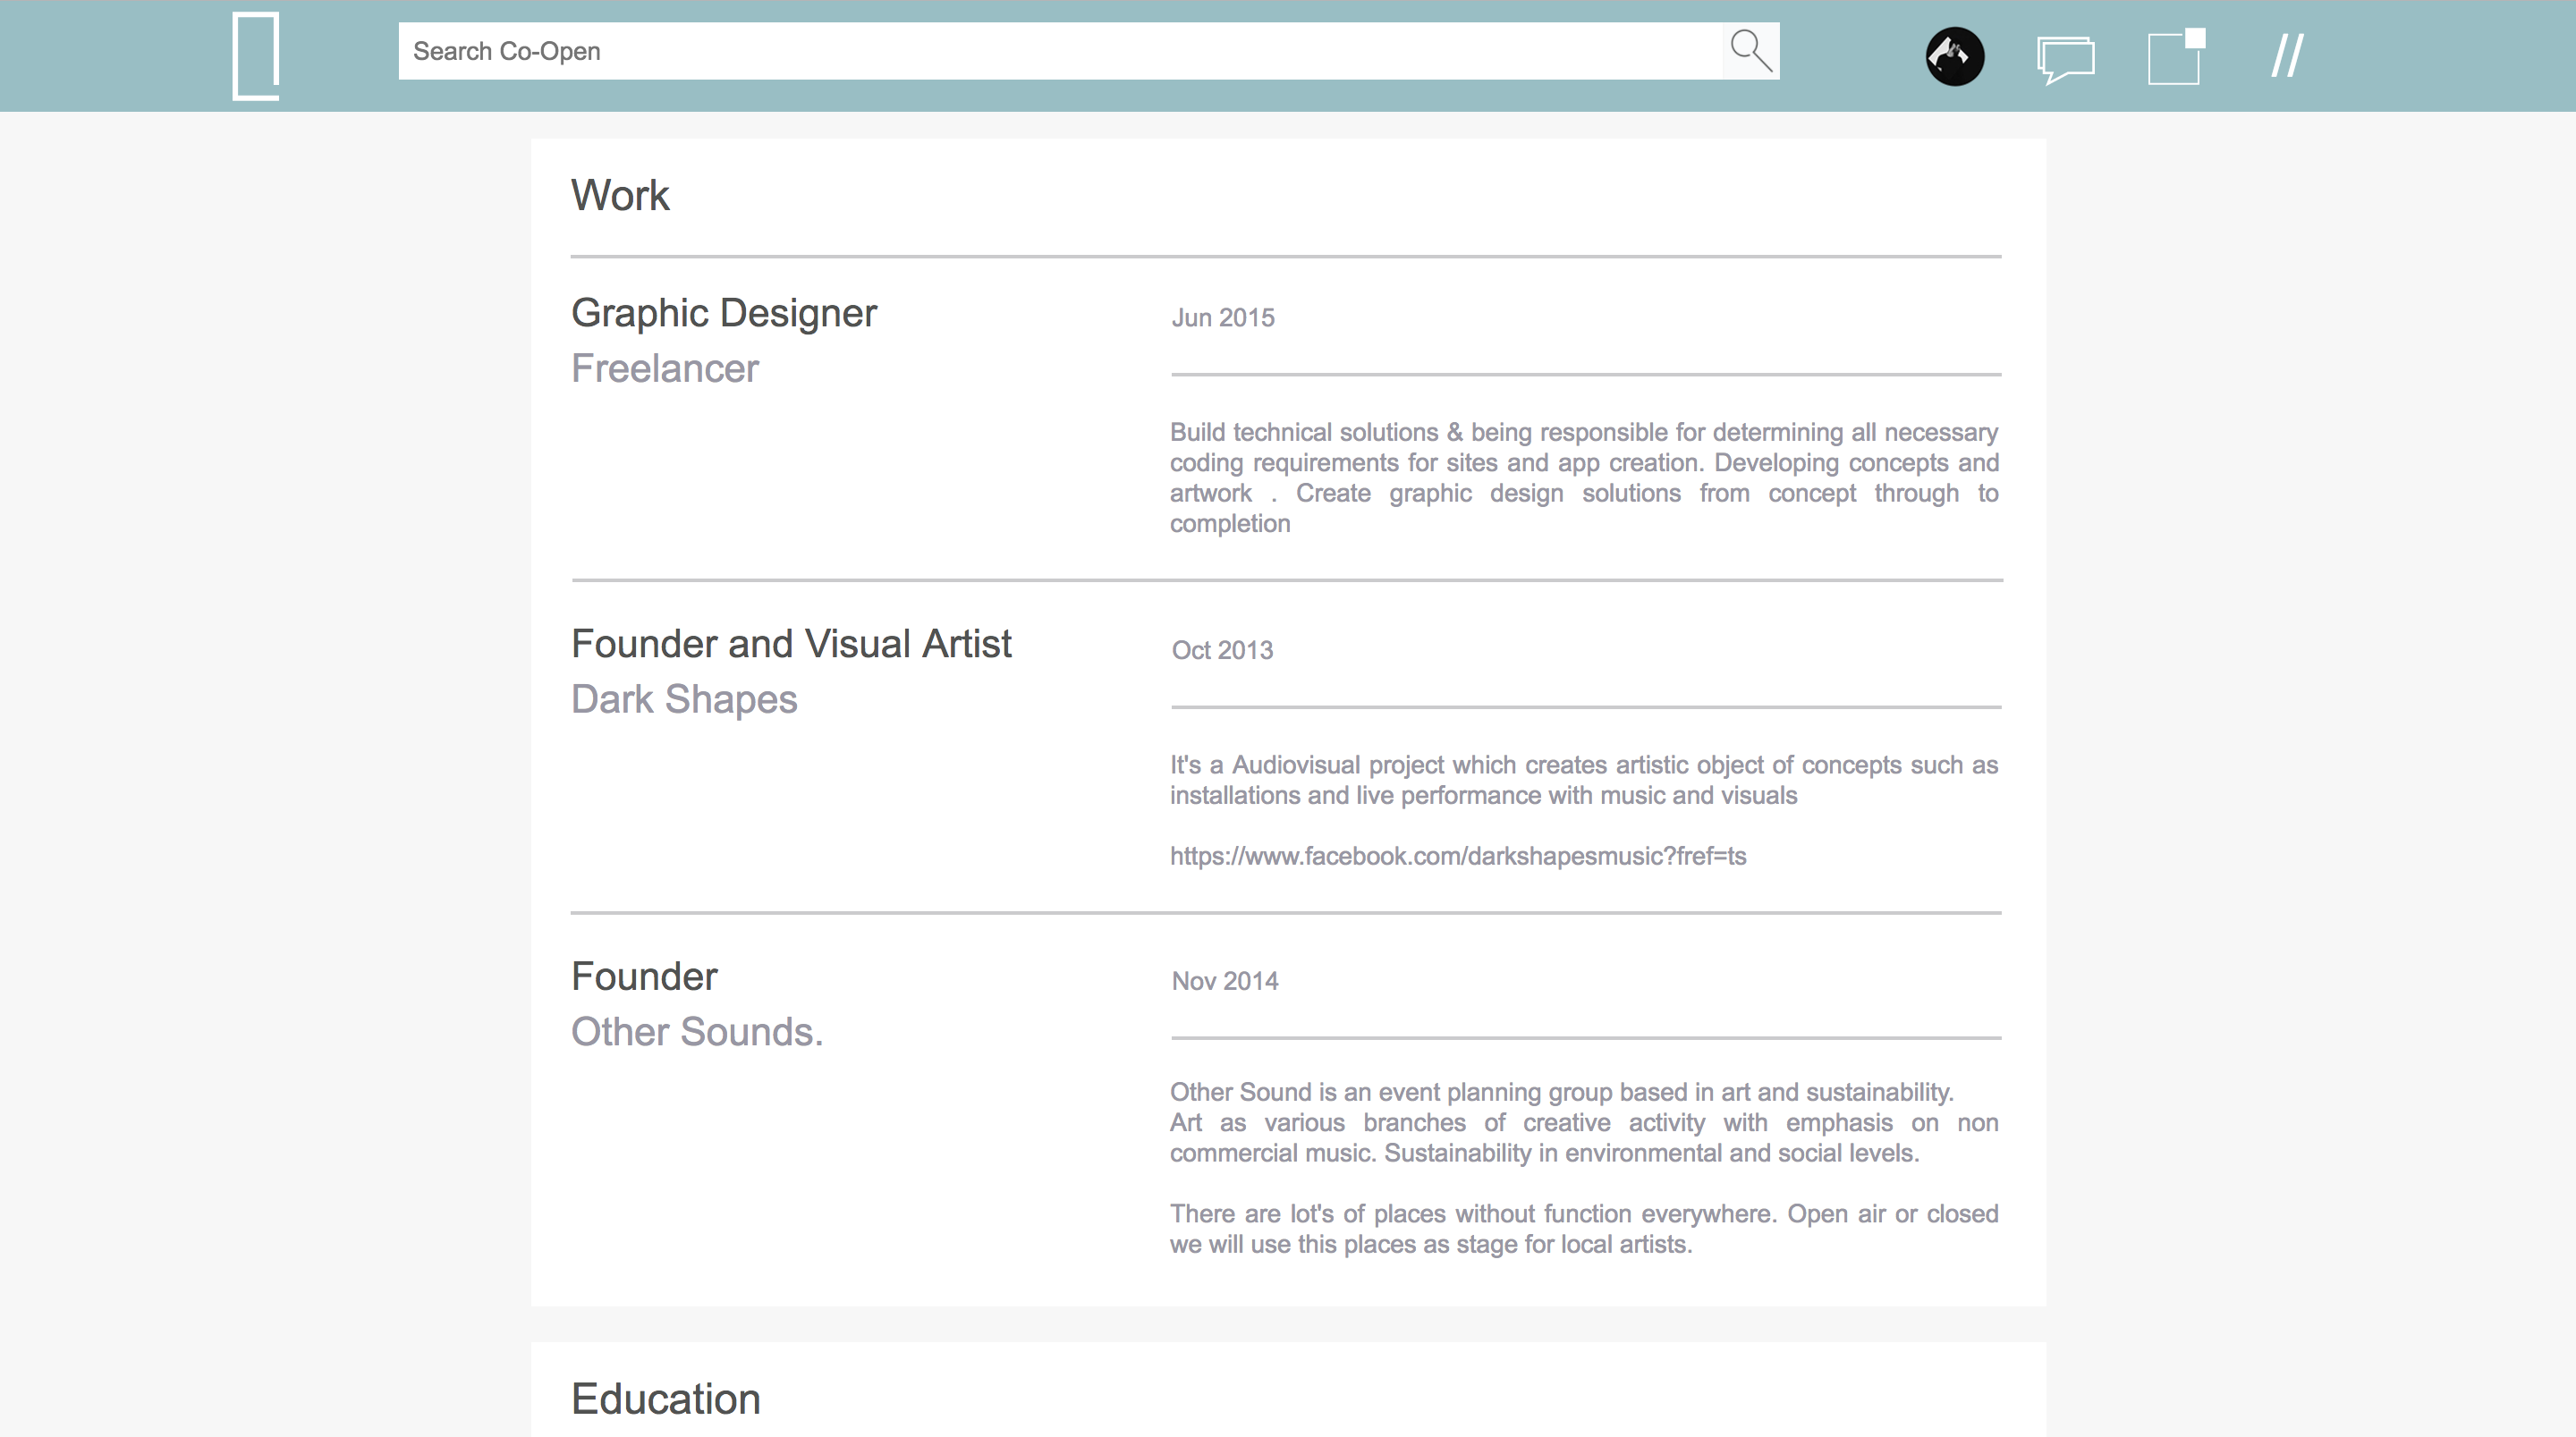 Search Co-Open
Work
Graphic Designer
Freelancer
Jun 2015
Build technical solutions & being responsible for determining all necessary
coding requirements for sites and app creation. Developing concepts and
artwork . Create graphic design solutions from concept through to
completion
Founder and Visual Artist
Dark Shapes
Oct 2013
It's a Audiovisual project which creates artistic object of concepts such as
installations and live performance with music and visuals
https://www.facebook.com/darkshapesmusic?fref=ts
Founder
Other Sounds.
Nov 2014
Other Sound is an event planning group based in art and sustainability.
Art as various branches of creative activity with emphasis on non
commercial music. Sustainability in environmental and social levels.
There are lot's of places without function everywhere. Open air or closed
we will use this places as stage for local artists.
Education